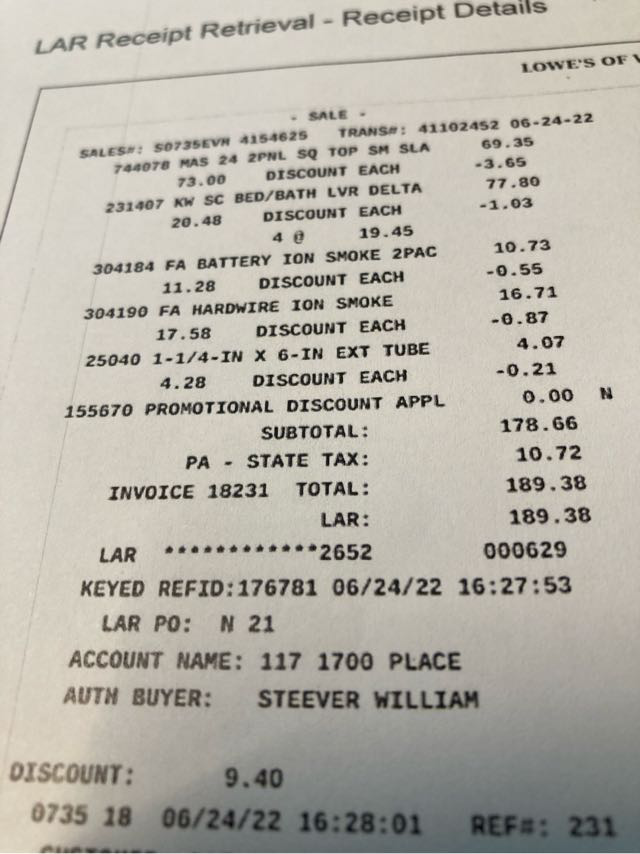 LAR Receipt Retrieval - Receipt Details
LOWE'S OF
- SALE -
SALES#: S0735EVH 4154625 TRANS#: 41102452 06-24-22
744078 MAS 24 2PNL SQ TOP SM SLA 69.35
73.00 DISCOUNT EACH -3.65
231407 KW SC BED/BATH LVR DELTA 77.80
20.48 DISCOUNT EACH -1.03
4 @ 19.45
304184 FA BATTERY ION SMOKE 2PAC 10.73
11.28 DISCOUNT EACH -0.55
304190 FA HARDWIRE ION SMOKE 16.71
17.58 DISCOUNT EACH -0.87
25040 1-1/4-IN X 6-IN EXT TUBE 4.07
4.28 DISCOUNT EACH -0.21
155670 PROMOTIONAL DISCOUNT APPL 0.00 N
SUBTOTAL: 178.66
PA - STATE TAX: 10.72
INVOICE 18231 TOTAL: 189.38
LAR: 189.38
LAR ************2652 000629
KEYED REFID:176781 06/24/22 16:27:53
LAR PO: N 21
ACCOUNT NAME: 117 1700 PLACE
AUTH BUYER: STEEVER WILLIAM
DISCOUNT: 9.40
0735 18 06/24/22 16:28:01 REF#: 231